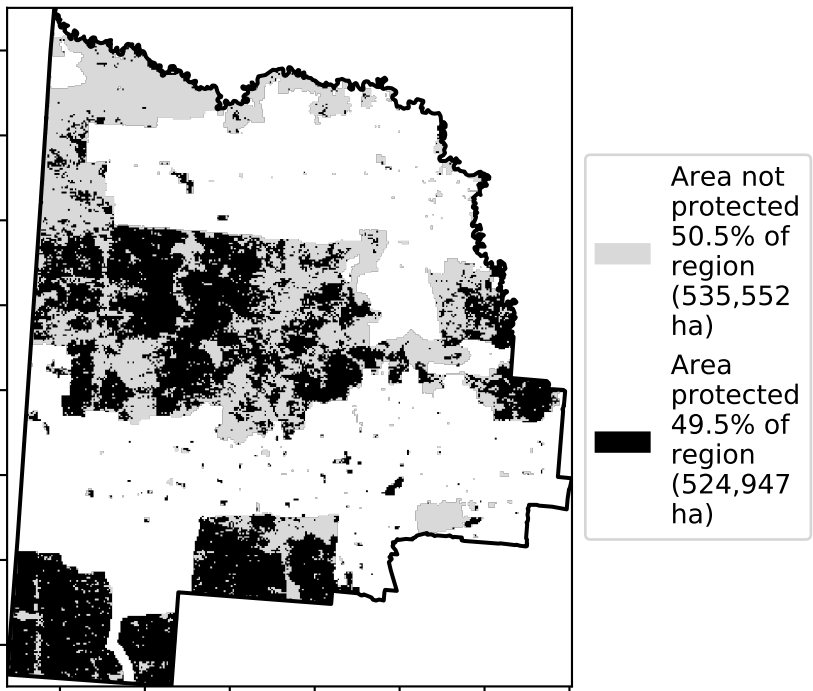 Area not
protected
50.5% of
region
(535,552
ha)
Area
protected
49.5% of
region
(524,947
ha)